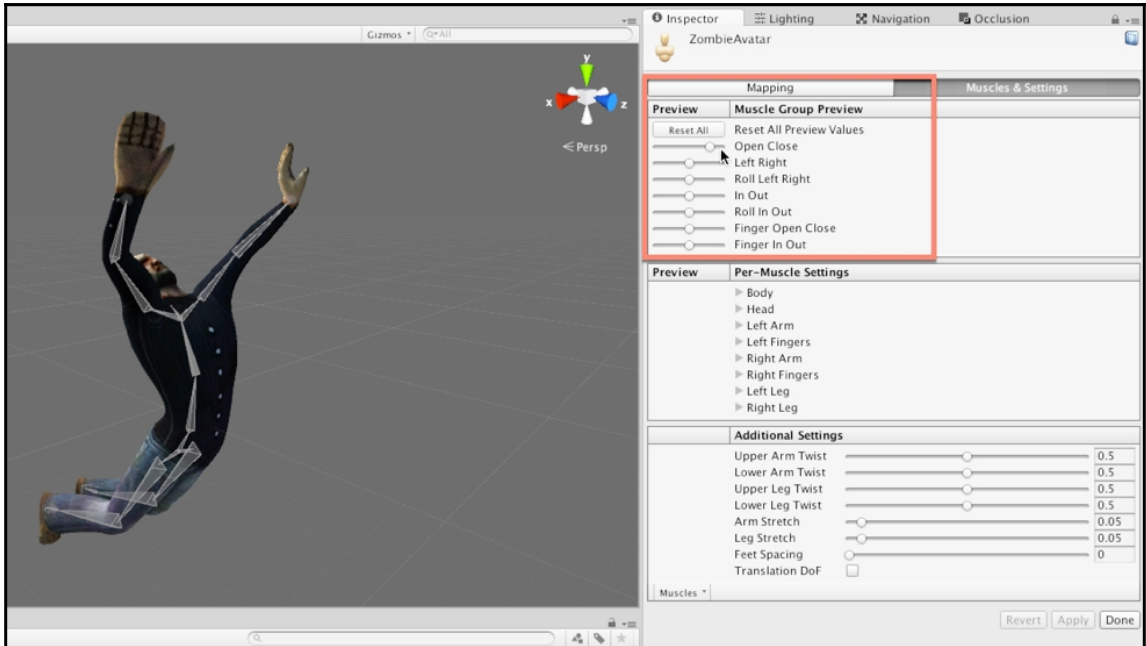 Gizmos
All
y
x
z
Persp
Inspector
Lighting
Navigation
Occlusion
ZombieAvatar
Mapping
Muscles & Settings
Preview Muscle Group Preview
Reset All Reset All Preview Values
Open Close
Left Right
Roll Left Right
In Out
Roll In Out
Finger Open Close
Finger In Out
Preview Per-Muscle Settings
Body
Head
Left Arm
Left Fingers
Right Arm
Right Fingers
Left Leg
Right Leg
Additional Settings
Upper Arm Twist 0.5
Lower Arm Twist 0.5
Upper Leg Twist 0.5
Lower Leg Twist 0.5
Arm Stretch 0.05
Leg Stretch 0.05
Feet Spacing 0
Translation DoF
Muscles
Revert Apply Done